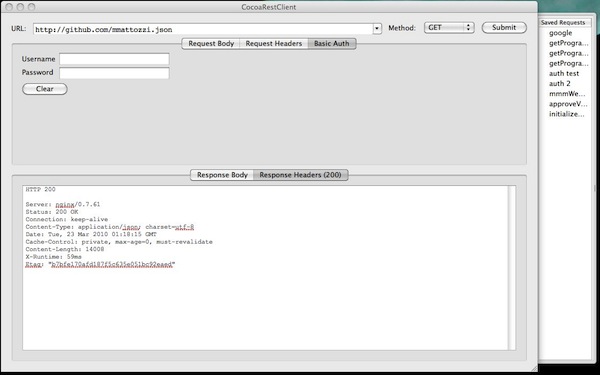 CocoaRestClient
URL: http://github.com/mmattozzi.json Method: GET Submit
Request Body Request Headers Basic Auth
Username
Password
Clear
Response Body Response Headers (200)
HTTP 200
Server: nginx/0.7.61
Status: 200 OK
Connection: keep-alive
Content-Type: application/json; charset=utf-8
Date: Tue, 23 Mar 2010 01:18:15 GMT
Cache-Control: private, max-age=0, must-revalidate
Content-Length: 14008
X-Runtime: 59ms
Etag: "b7bfe170afd187f5c635e051bc92eaed"
Saved Requests
google
getProgra...
getProgra...
getProgra...
auth test
auth 2
mmmWe...
approveV...
initialize...